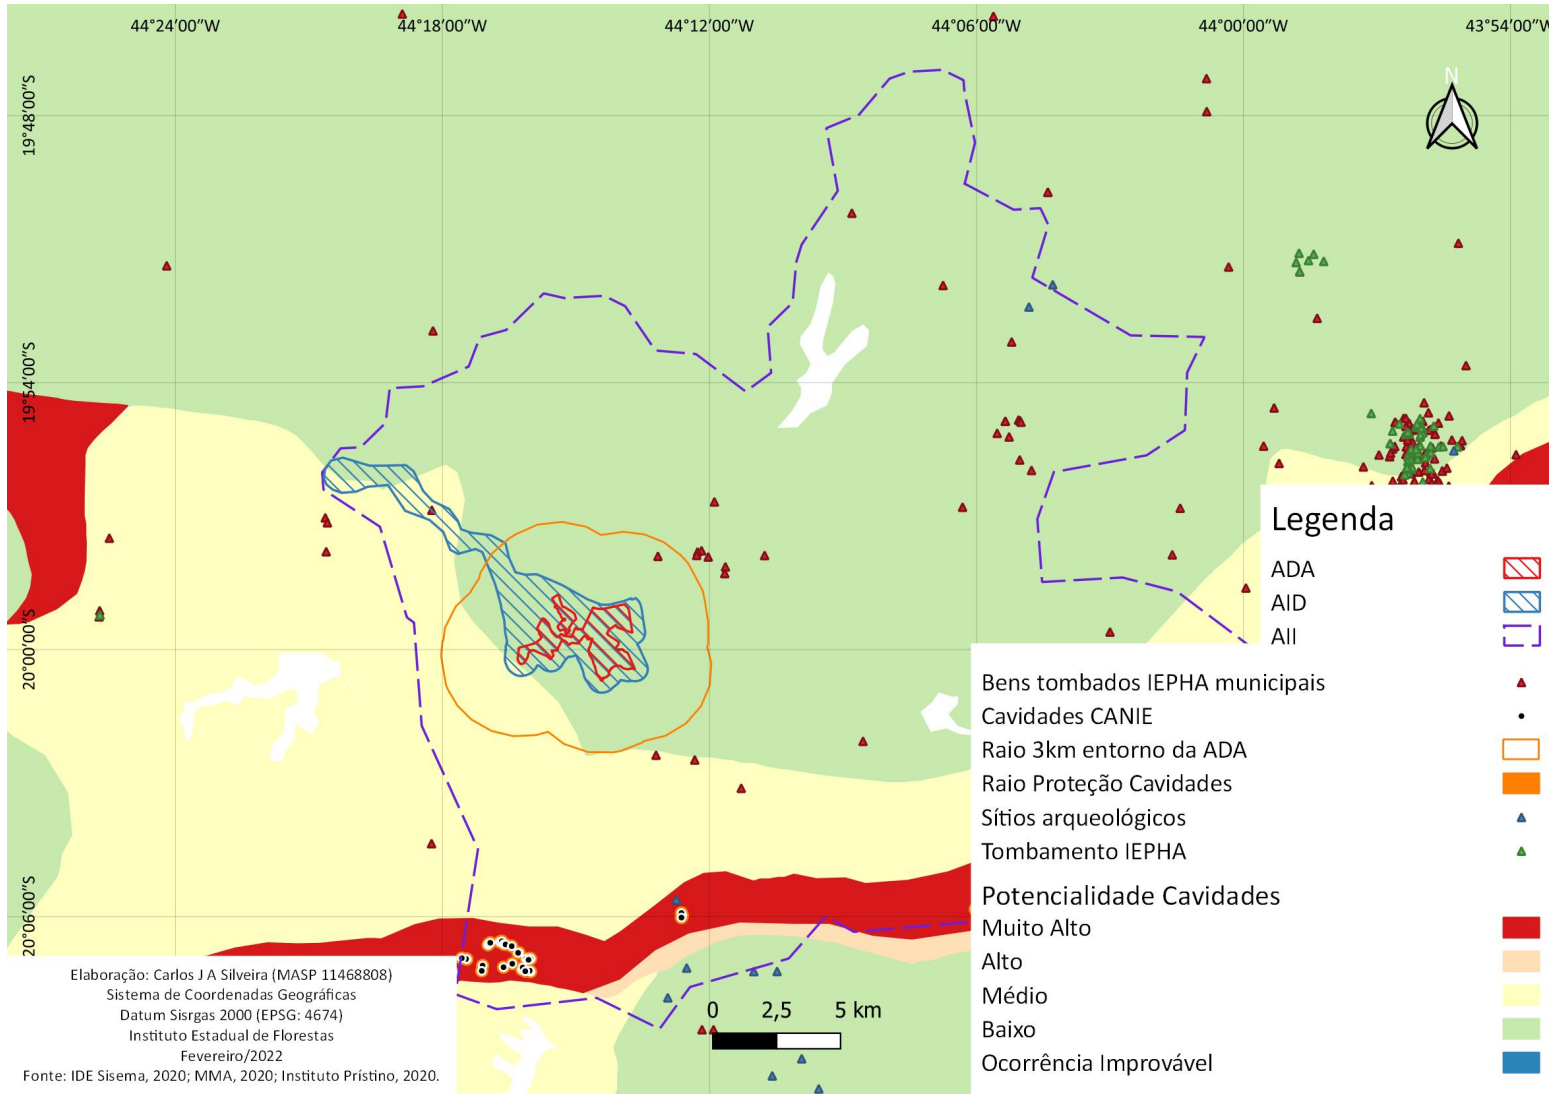 44°24′00″W 44°18′00″W 44°12′00″W 44°06′00″W 44°00′00″W 43°54′00″W
N
19°48′00″S
19°54′00″S
20°00′00″S
20°06′00″S
Legenda
ADA
AID
AII
Bens tombados IEPHA municipais
Cavidades CANIE
Raio 3km entorno da ADA
Raio Proteção Cavidades
Sítios arqueológicos
Tombamento IEPHA
Potencialidade Cavidades
Muito Alto
Alto
Médio
Baixo
Ocorrência Improvável
Elaboração: Carlos J A Silveira (MASP 11468808)
Sistema de Coordenadas Geográficas
Datum Sisrgas 2000 (EPSG: 4674)
Instituto Estadual de Florestas
Fevereiro/2022
Fonte: IDE Sisema, 2020; MMA, 2020; Instituto Prístino, 2020.
0 2,5 5 km